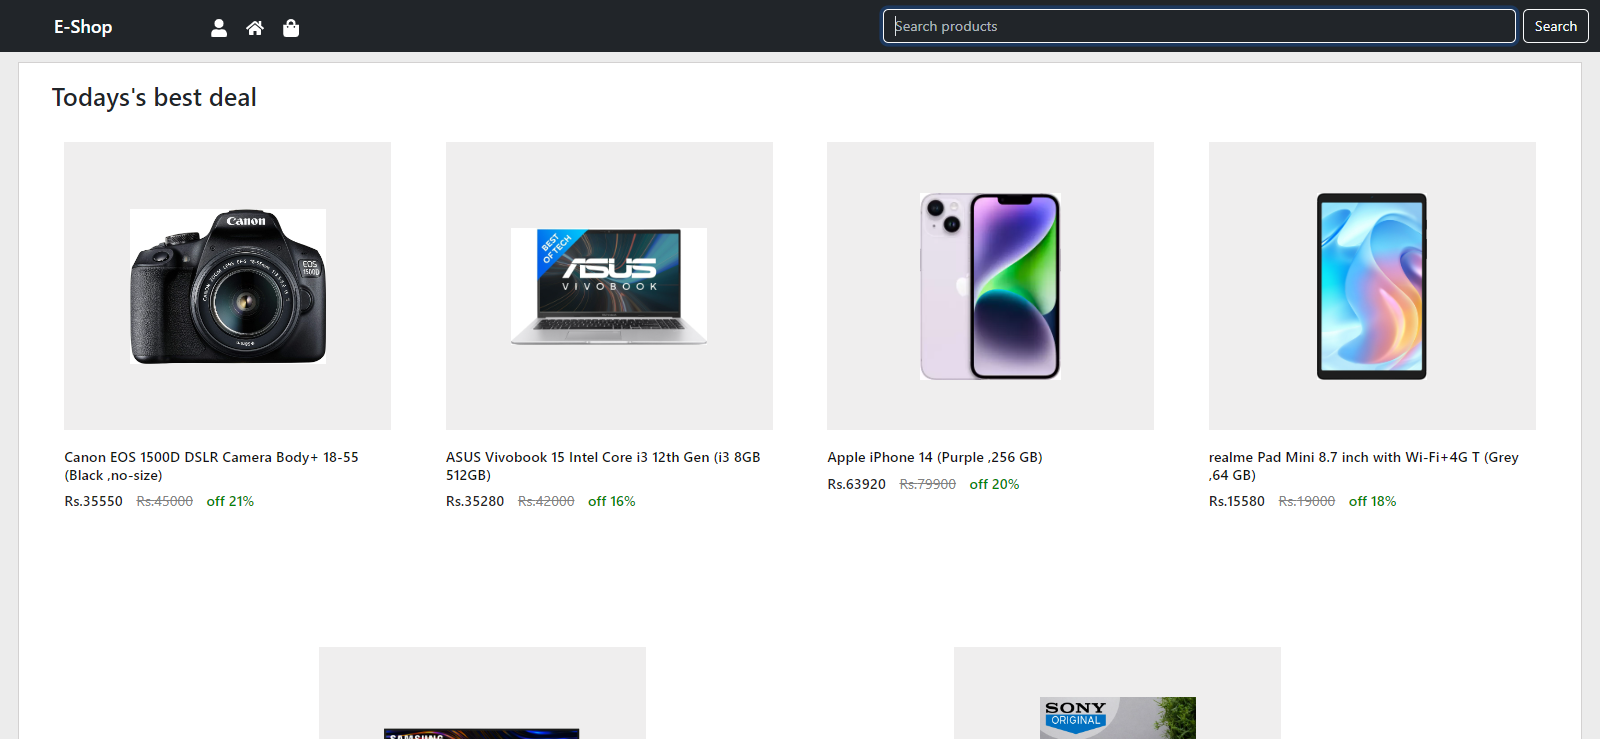 E-Shop
Search products
Search
Todays's best deal
Canon
EOS
1500D
BEST
OF TECH
ASUS
VIVOBOOK
Canon EOS 1500D DSLR Camera Body+ 18-55
(Black ,no-size)
Rs.35550 Rs.45000 off 21%
ASUS Vivobook 15 Intel Core i3 12th Gen (i3 8GB
512GB)
Rs.35280 Rs.42000 off 16%
Apple iPhone 14 (Purple ,256 GB)
Rs.63920 Rs.79900 off 20%
realme Pad Mini 8.7 inch with Wi-Fi+4G T (Grey
,64 GB)
Rs.15580 Rs.19000 off 18%
SAMSUNG
SONY
ORIGINAL